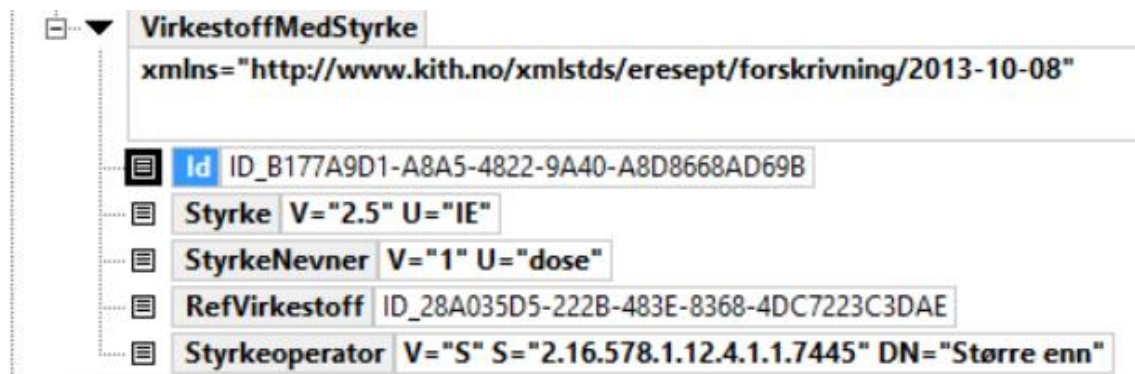 VirkestoffMedStyrke
xmlns="http://www.kith.no/xmlstds/eresept/forskrivning/2013-10-08"
Id ID_B177A9D1-A8A5-4822-9A40-A8D8668AD69B
Styrke V="2.5" U="IE"
StyrkeNevner V="1" U="dose"
RefVirkestoff ID_28A035D5-222B-483E-8368-4DC7223C3DAE
Styrkeoperator V="S" S="2.16.578.1.12.4.1.1.7445" DN="Større enn"